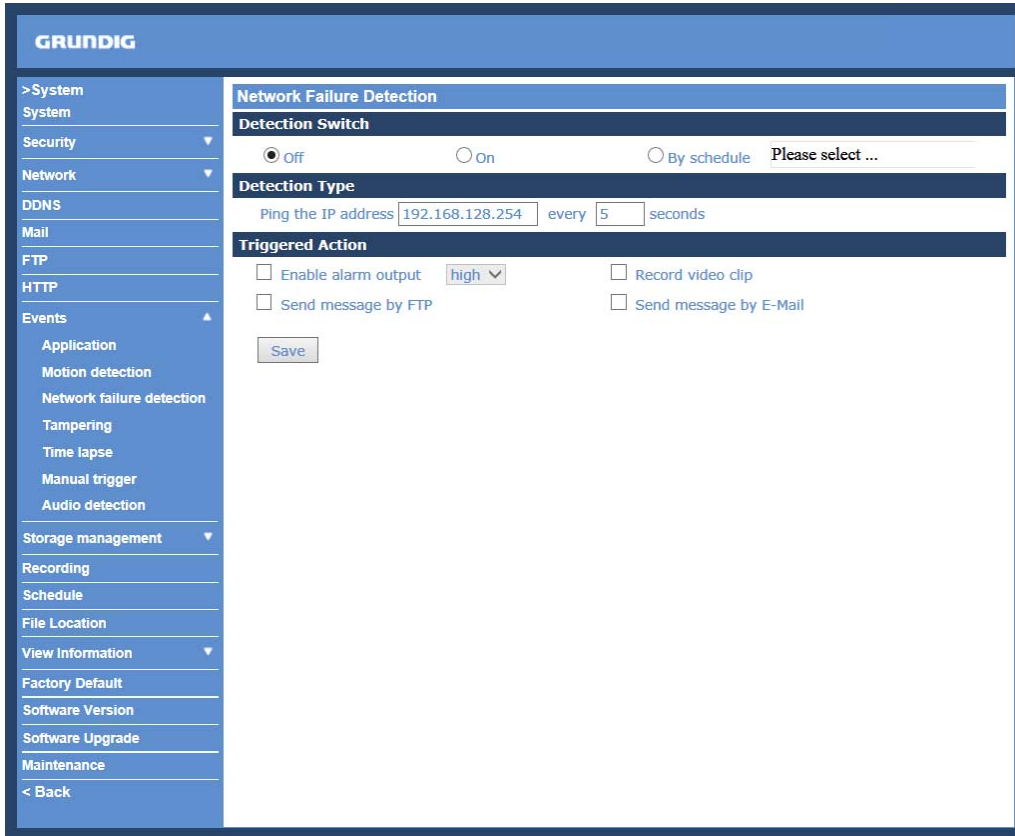 GRUNDIG
>System
System
Security
Network
DDNS
Mail
FTP
HTTP
Events
Application
Motion detection
Network failure detection
Tampering
Time lapse
Manual trigger
Audio detection
Storage management
Recording
Schedule
File Location
View Information
Factory Default
Software Version
Software Upgrade
Maintenance
< Back
Network Failure Detection
Detection Switch
Off On By schedule Please select ...
Detection Type
Ping the IP address 192.168.128.254 every 5 seconds
Triggered Action
Enable alarm output high Record video clip
Send message by FTP Send message by E-Mail
Save